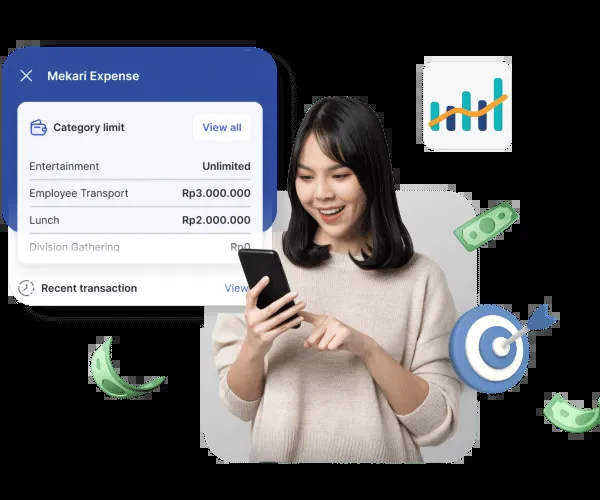 Mekari Expense
Category limit View all
Entertainment Unlimited
Employee Transport Rp3.000.000
Lunch Rp2.000.000
Division Gathering Rp0
Recent transaction View